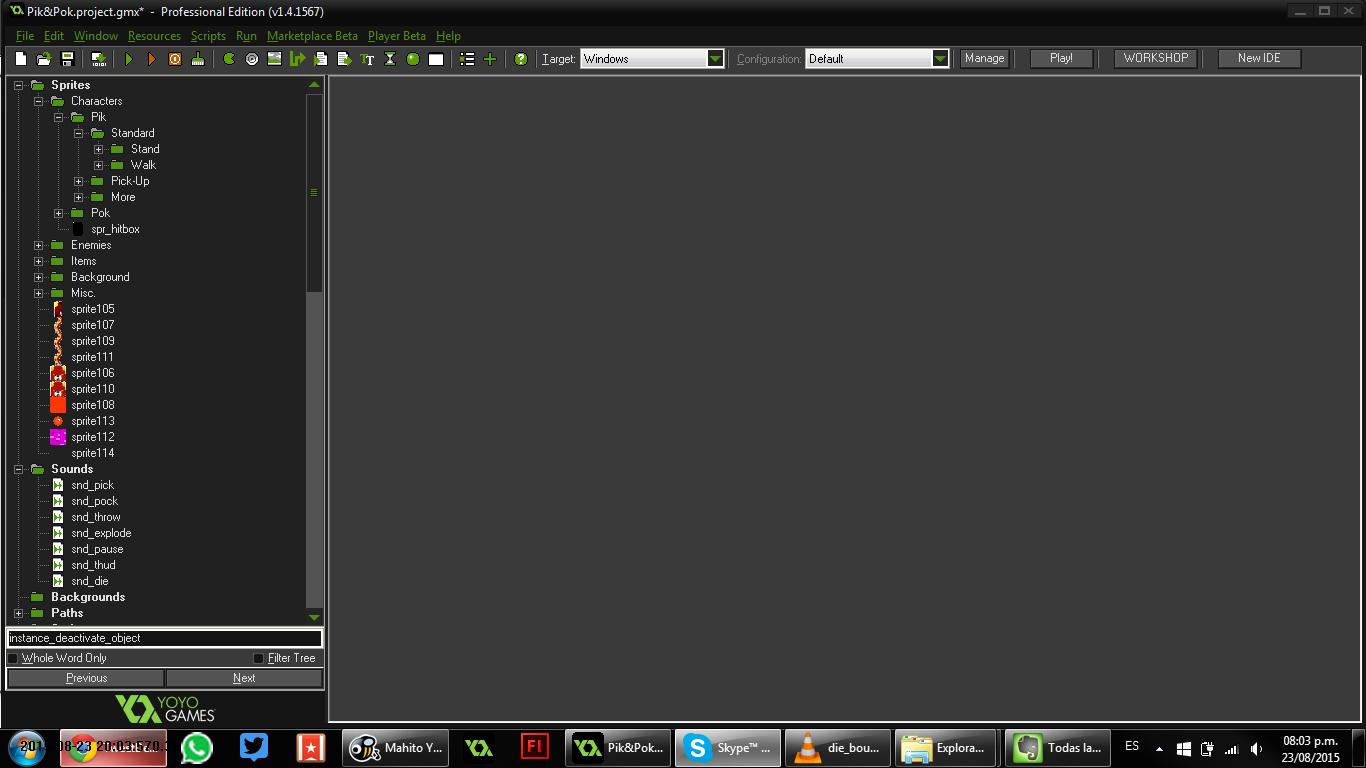 Pik&Pok.project.gmx* - Professional Edition (v1.4.1567)
File Edit Window Resources Scripts Run Marketplace Beta Player Beta Help
Target: Windows Configuration: Default Manage Play! WORKSHOP New IDE
Sprites
Characters
Pik
Standard
Stand
Walk
Pick-Up
More
Pok
spr_hitbox
Enemies
Items
Background
Misc.
sprite105
sprite107
sprite109
sprite111
sprite106
sprite110
sprite108
sprite113
sprite112
sprite114
Sounds
snd_pick
snd_pock
snd_throw
snd_explode
snd_pause
snd_thud
snd_die
Backgrounds
Paths
instance_deactivate_object
Whole Word Only Filter Tree
Previous Next
YOYO
GAMES
Mahito Y... Fl Pik&Pok... Skype™ ... die_bou... Explora... Todas la... ES 08:03 p.m.
23/08/2015